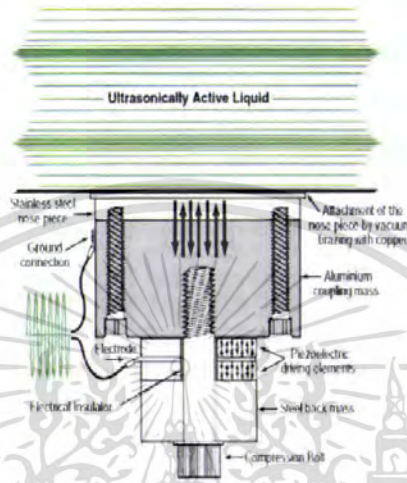 Ultrasonically Active Liquid
Stainless steel
nose piece
Attachment of the
nose piece by vacuum
brazing with copper
Ground
connection
Aluminium
coupling mass
Electrode
Piezoelectric
driving elements
Electrical Insulator
Steel back mass
Compression Bolt